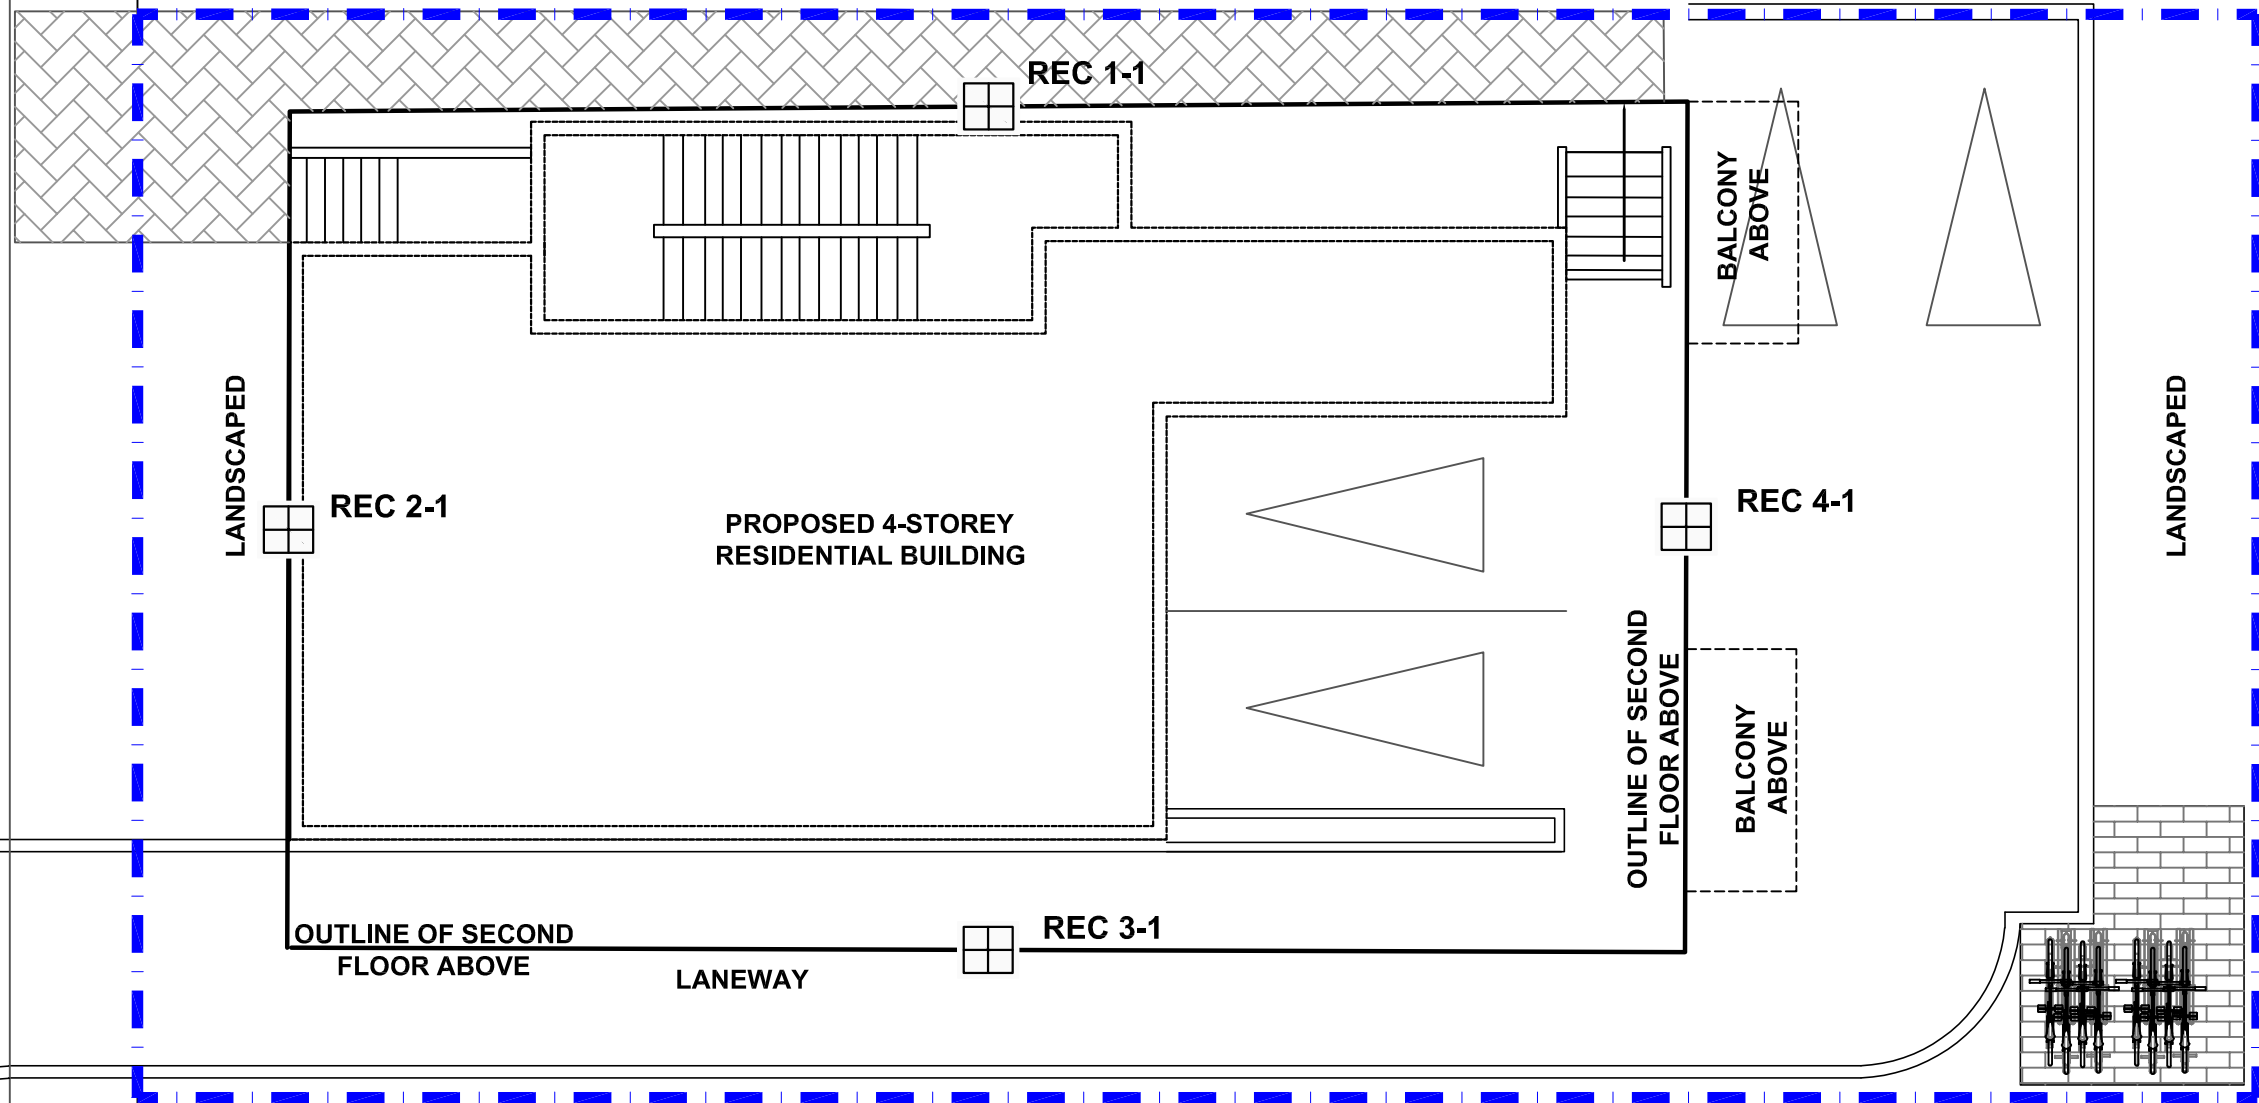 REC 1-1
BALCONY
ABOVE
LANDSCAPED
REC 2-1
PROPOSED 4-STOREY
RESIDENTIAL BUILDING
REC 4-1
LANDSCAPED
OUTLINE OF SECOND
FLOOR ABOVE
BALCONY
ABOVE
OUTLINE OF SECOND
FLOOR ABOVE
LANEWAY
REC 3-1